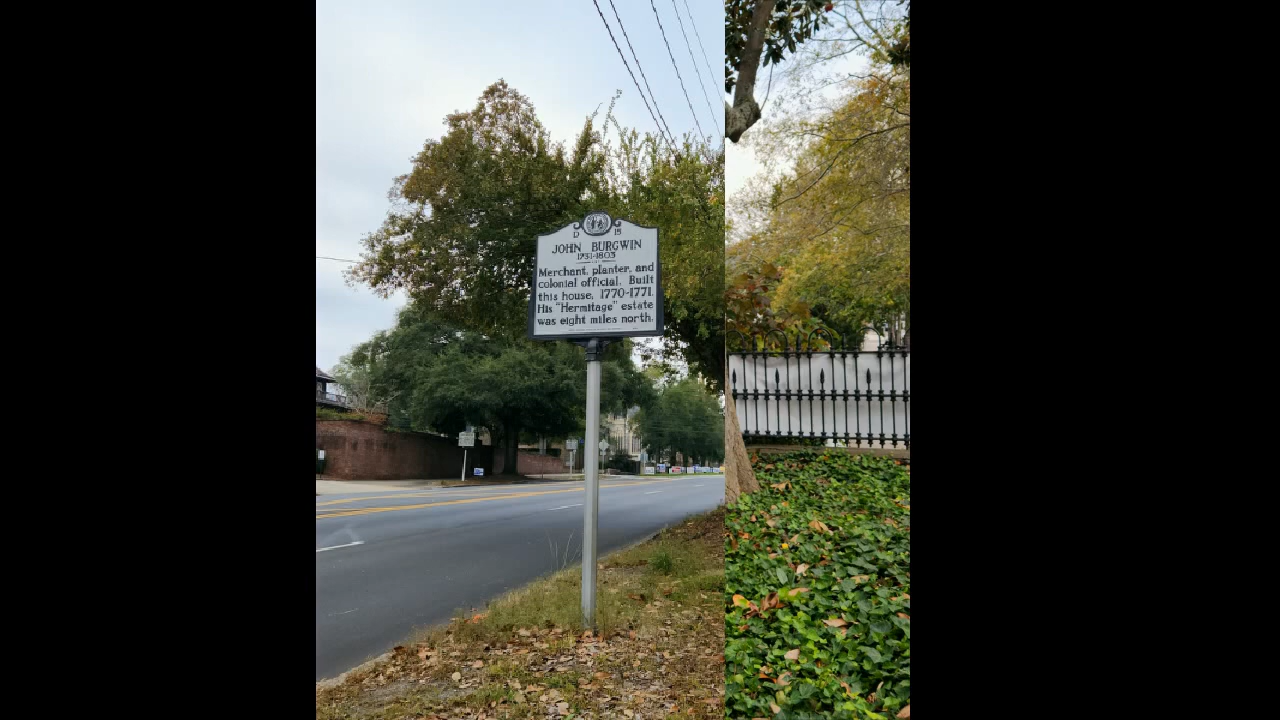 D 15
JOHN BURGWIN
1731-1803
Merchant, planter, and
colonial official. Built
this house, 1770-1771.
His "Hermitage" estate
was eight miles north.